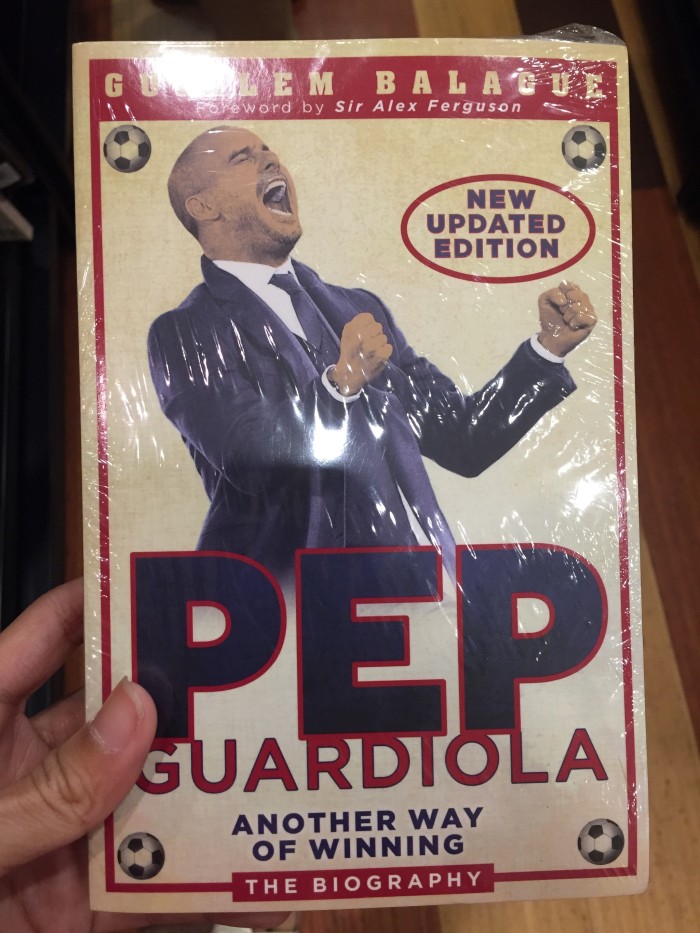 GUILLEM BALAGUE
Foreword by Sir Alex Ferguson
NEW
UPDATED
EDITION
PEP
GUARDIOLA
ANOTHER WAY
OF WINNING
THE BIOGRAPHY